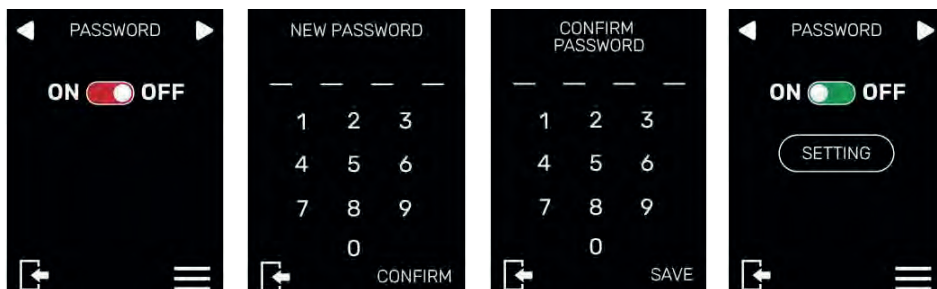 PASSWORD
ON OFF
NEW PASSWORD
1 2 3
4 5 6
7 8 9
0
CONFIRM
CONFIRM
PASSWORD
1 2 3
4 5 6
7 8 9
0
SAVE
PASSWORD
ON OFF
SETTING